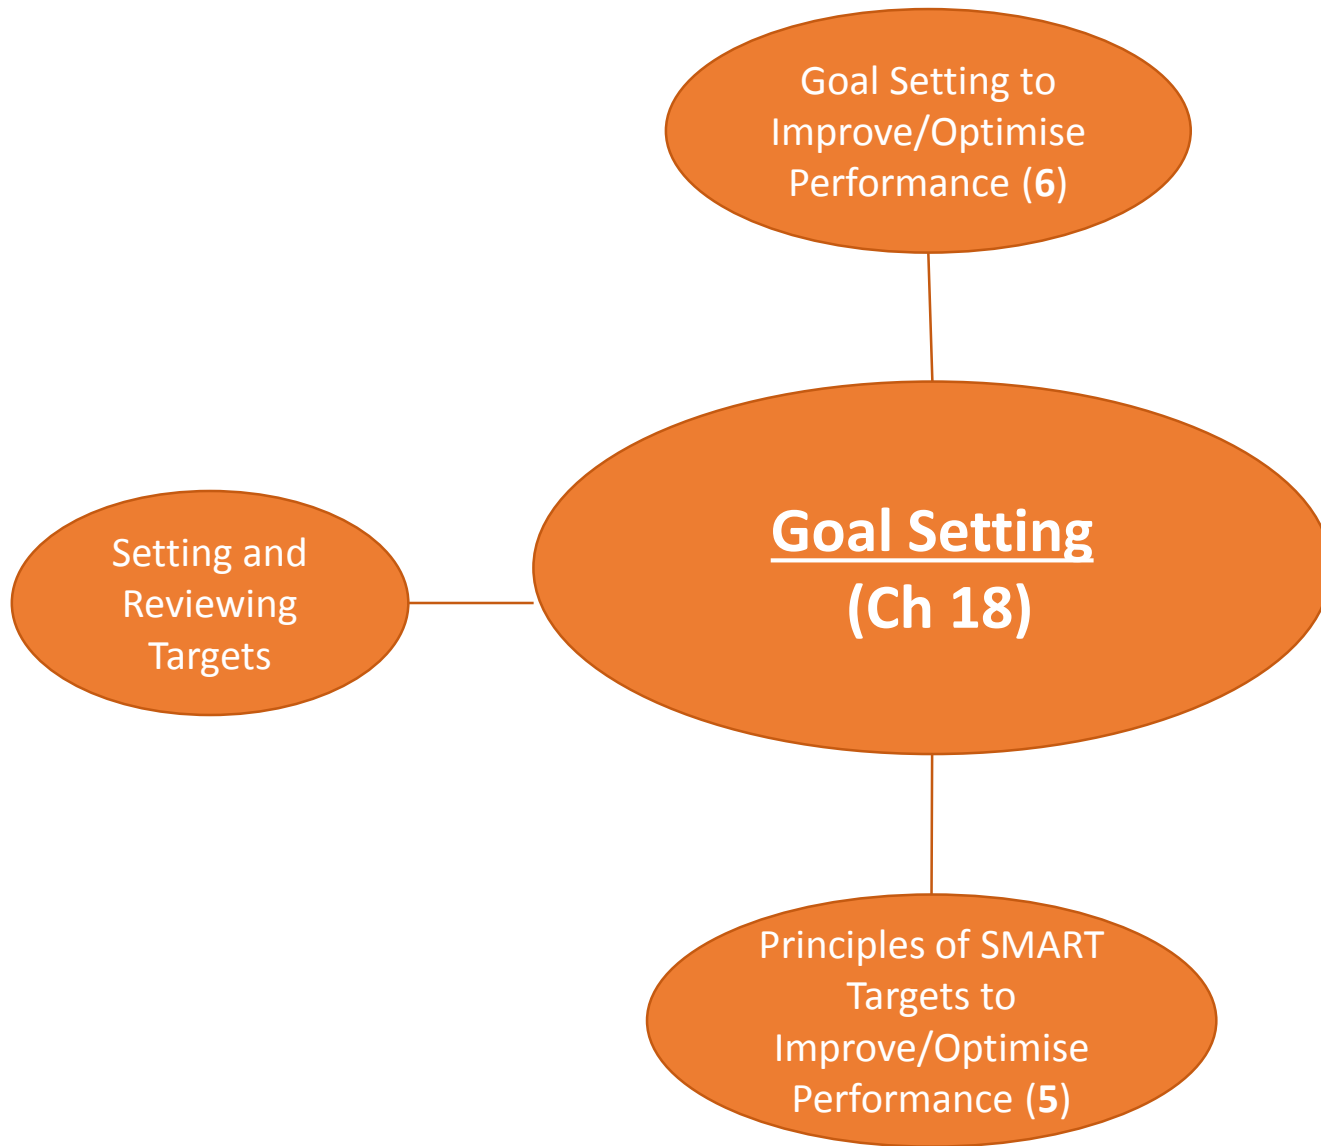 Goal Setting to
Improve/Optimise
Performance (6)
Goal Setting
(Ch 18)
Setting and
Reviewing
Targets
Principles of SMART
Targets to
Improve/Optimise
Performance (5)